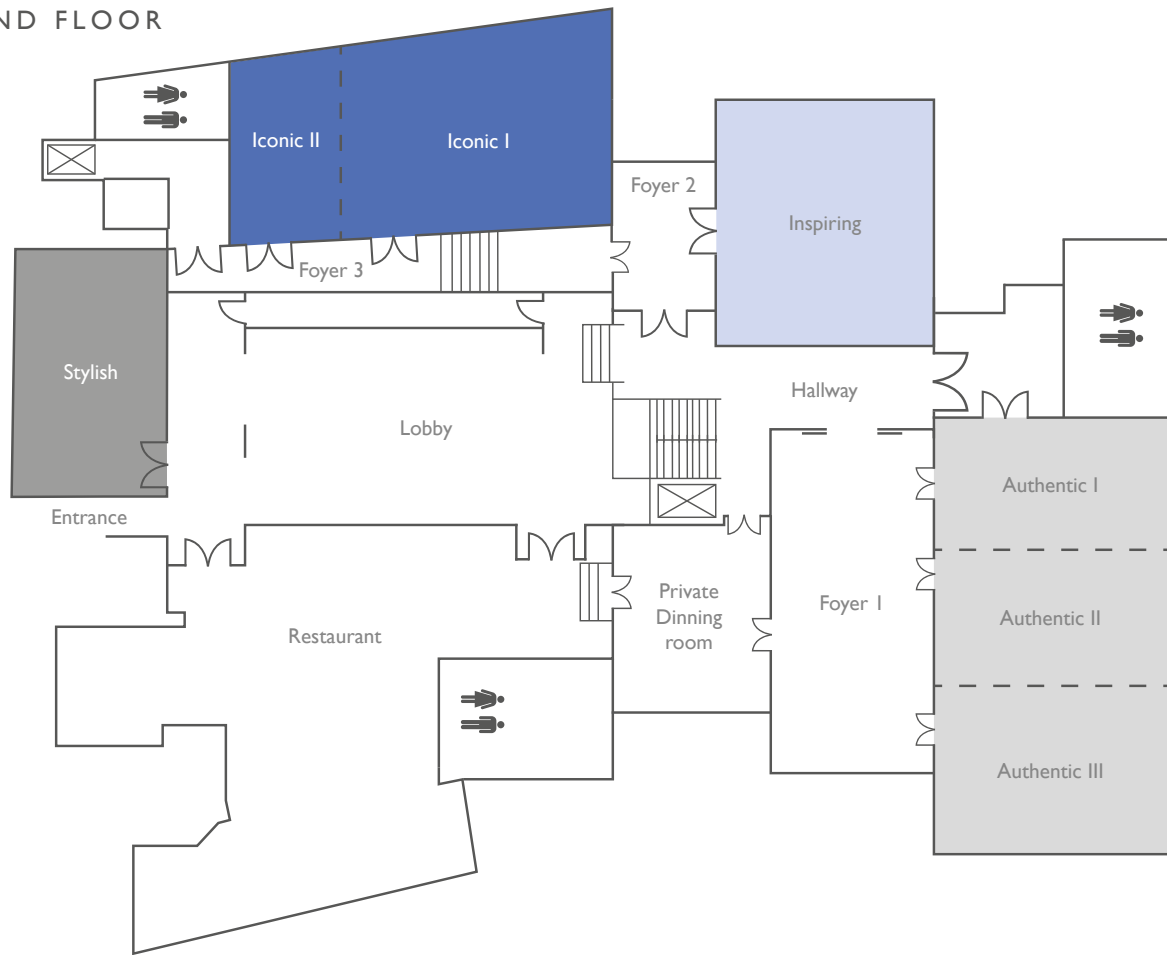 ND FLOOR
Iconic II
Iconic I
Foyer 2
Inspiring
Foyer 3
Stylish
Hallway
Lobby
Authentic I
Entrance
Private
Dinning
room
Foyer 1
Authentic II
Restaurant
Authentic III